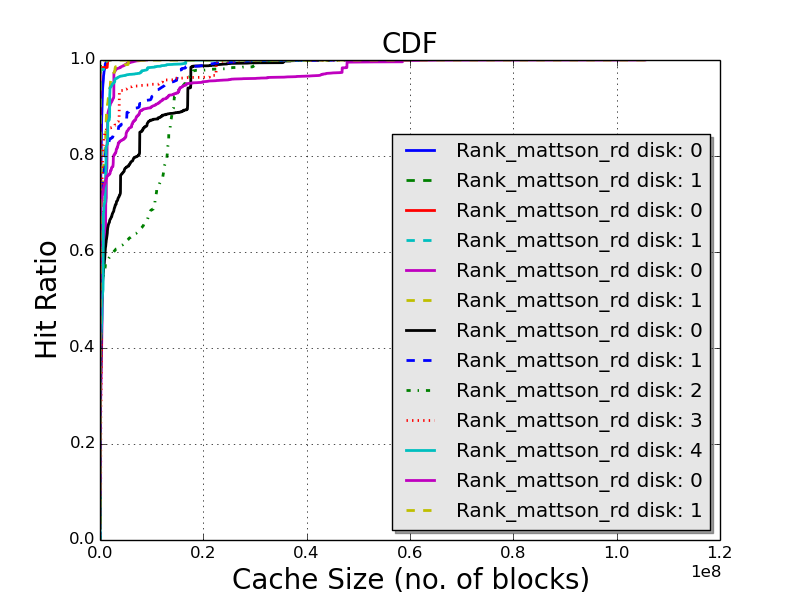 CDF
1.0
0.8
0.6
0.4
0.2
0.0
Hit Ratio
Rank_mattson_rd disk: 0
Rank_mattson_rd disk: 1
Rank_mattson_rd disk: 0
Rank_mattson_rd disk: 1
Rank_mattson_rd disk: 0
Rank_mattson_rd disk: 1
Rank_mattson_rd disk: 0
Rank_mattson_rd disk: 1
Rank_mattson_rd disk: 2
Rank_mattson_rd disk: 3
Rank_mattson_rd disk: 4
Rank_mattson_rd disk: 0
Rank_mattson_rd disk: 1
0.0 0.2 0.4 0.6 0.8 1.0 1.2
1e8
Cache Size (no. of blocks)